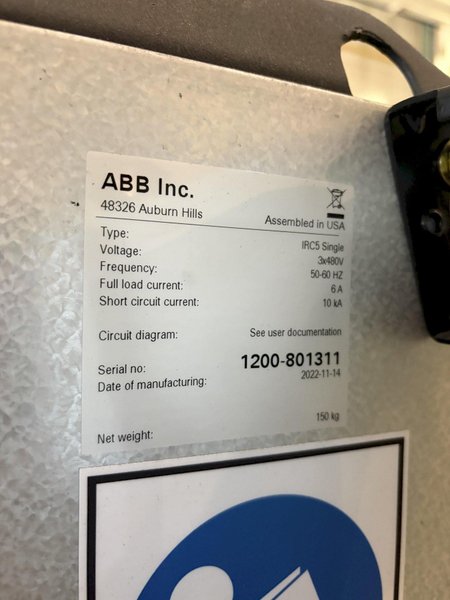 ABB Inc.
48326 Auburn Hills
Assembled in USA
Type: IRC5 Single
Voltage: 3x480V
Frequency: 50-60 HZ
Full load current: 6 A
Short circuit current: 10 kA
Circuit diagram: See user documentation
Serial no: 1200-801311
Date of manufacturing: 2022-11-14
Net weight: 150 kg